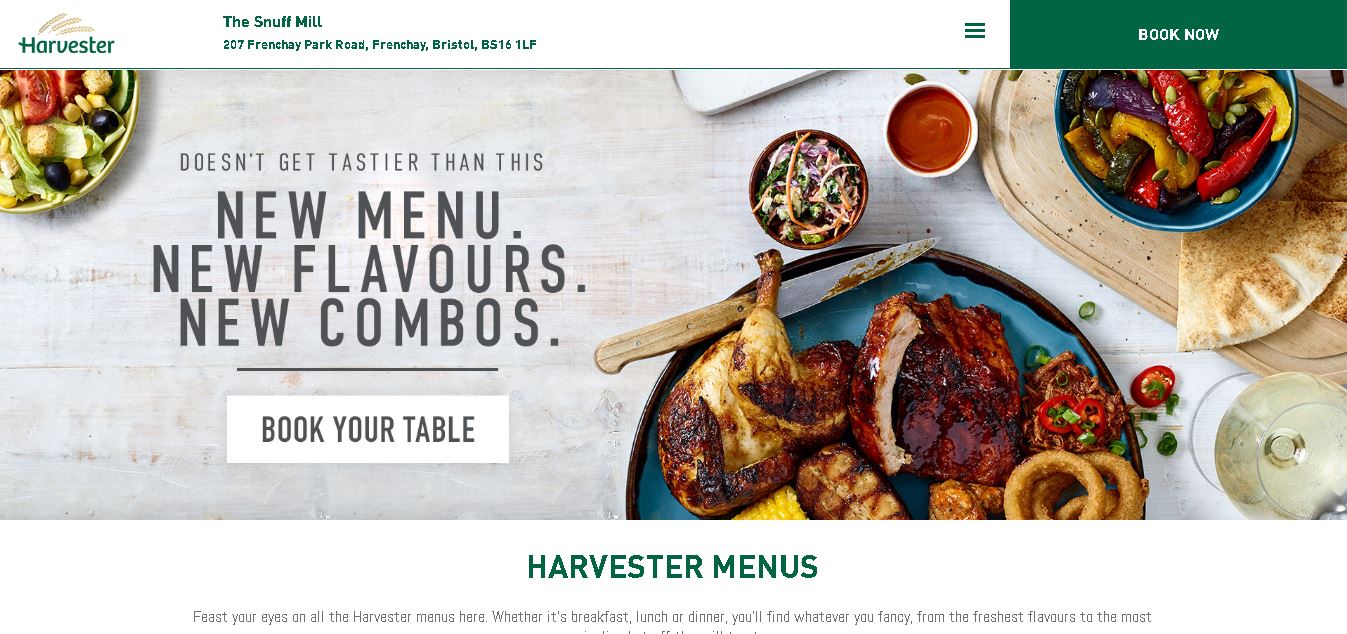 Harvester
The Snuff Mill
207 Frenchay Park Road, Frenchay, Bristol, BS16 1LF
BOOK NOW
DOESN'T GET TASTIER THAN THIS
NEW MENU.
NEW FLAVOURS.
NEW COMBOS.
BOOK YOUR TABLE
HARVESTER MENUS
Feast your eyes on all the Harvester menus here. Whether it's breakfast, lunch or dinner, you'll find whatever you fancy, from the freshest flavours to the most